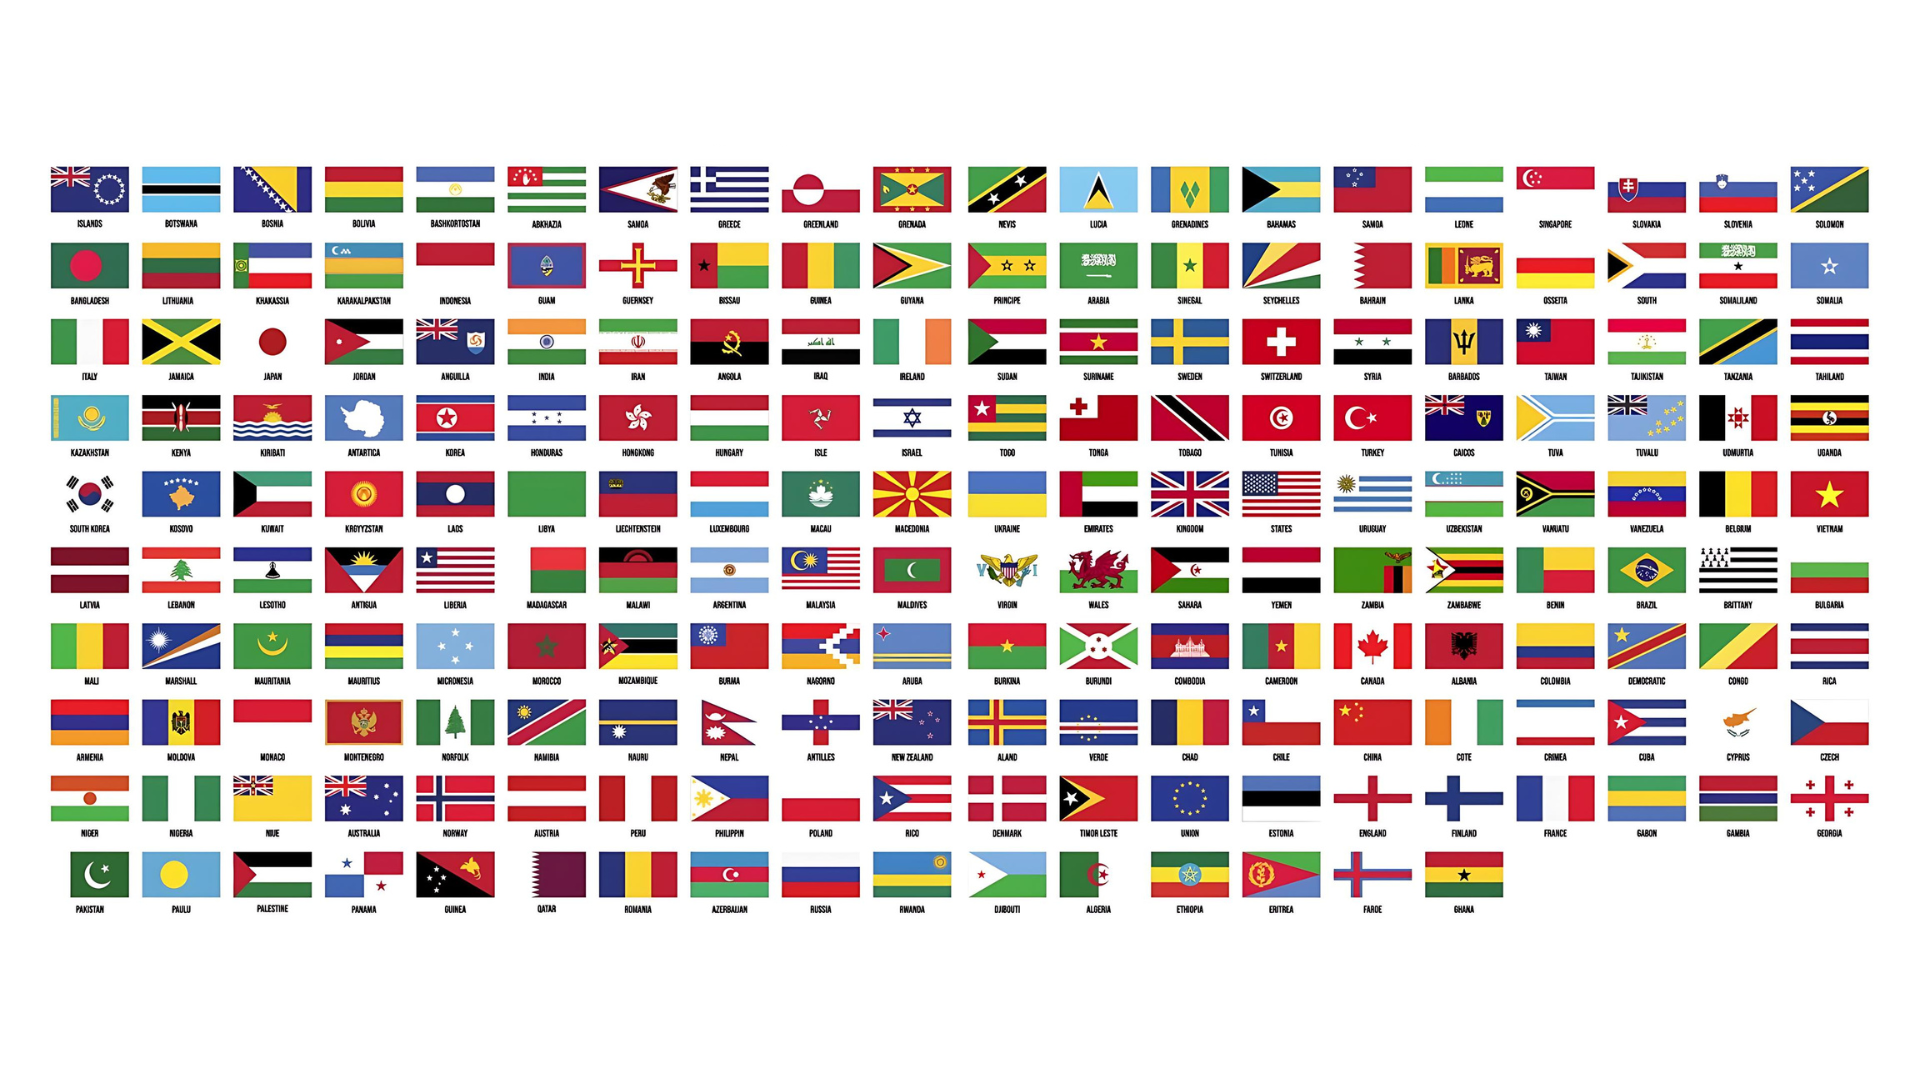 ISLANDS BOTSWANA BOSNIA BOLIVIA BASHKORTOSTAN ABKHAZIA SAMOA GREECE GREENLAND GRENADA NEVIS LUCIA GRENADINES BAHAMAS SAMOA LEONE SINGAPORE SLOVAKIA SLOVENIA SOLOMON
BANGLADESH LITHUANIA KHAKASSIA KARAKALPAKSTAN INDONESIA GUAM GUERNSEY BISSAU GUINEA GUYANA PRINCIPE ARABIA SINEGAL SEYCHELLES BAHRAIN LANKA OSSEITA SOUTH SOMALILAND SOMALIA
ITALY JAMAICA JAPAN JORDAN ANGUILLA INDIA IRAN ANGOLA IRAQ IRELAND SUDAN SURINAME SWEDEN SWITZERLAND SYRIA BARBADOS TAIWAN TAJIKISTAN TANZANIA TAHILAND
KAZAKHSTAN KENYA KIRIBATI ANTARTICA KOREA HONDURAS HONGKONG HUNGARY ISLE ISRAEL TOGO TONGA TOBAGO TUNISIA TURKEY CAICOS TUVA TUVALU UDMURTIA UGANDA
SOUTH KOREA KOSOVO KUWAIT KRGYYZSTAN LAOS LIBYA LIECHTENSTEIN LUXEMBOURG MACAU MACEDONIA UKRAINE EMIRATES KINGDOM STATES URUGUAY UZBEKISTAN VANUATU VANEZUELA BELGIUM VIETNAM
LATVIA LEBANON LESOTHO ANTIGUA LIBERIA MADAGASCAR MALAWI ARGENTINA MALAYSIA MALDIVES V I VIRGIN WALES SAHARA YEMEN ZAMBIA ZAMBABWE BENIN BRAZIL BRITTANY BULGARIA
MALI MARSHALL MAURITANIA MAURITIUS MICRONESIA MOROCCO MOZAMBIQUE BURMA NAGORNO ARUBA BURKINA BURUNDI COMBODIA CAMEROON CANADA ALBANIA COLOMBIA DEMOCRATIC CONGO RICA
ARMENIA MOLDOVA MONACO MONTENEGRO NORFOLK NAMIBIA NAURU NEPAL ANTILLES NEW ZEALAND ALAND VERDE CHAD CHILE CHINA COTE CRIMEA CUBA CYPRUS CZECH
NIGER NIGERIA NIUE AUSTRALIA NORWAY AUSTRIA PERU PHILIPPIN POLAND RICO DENMARK TIMOR LESTE UNION ESTONIA ENGLAND FINLAND FRANCE GABON GAMBIA GEORGIA
PAKISTAN PAULU PALESTINE PANAMA GUINEA QATAR ROMANIA AZERBAIJAN RUSSIA RWANDA DJIBOUTI ALGERIA ETHIOPIA ERITREA FAROE GHANA